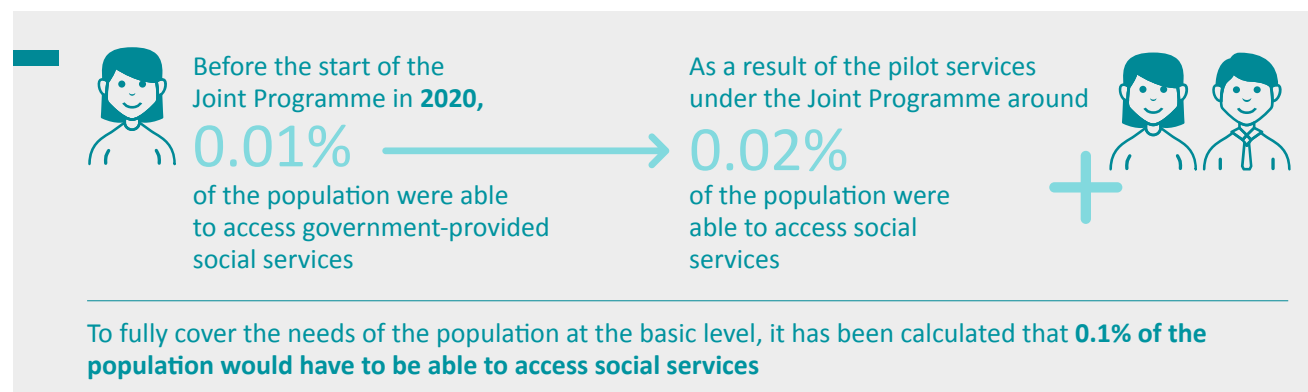 Before the start of the
Joint Programme in 2020,
0.01%
of the population were able
to access government-provided
social services
As a result of the pilot services
under the Joint Programme around
0.02%
of the population were
able to access social
services
To fully cover the needs of the population at the basic level, it has been calculated that 0.1% of the
population would have to be able to access social services